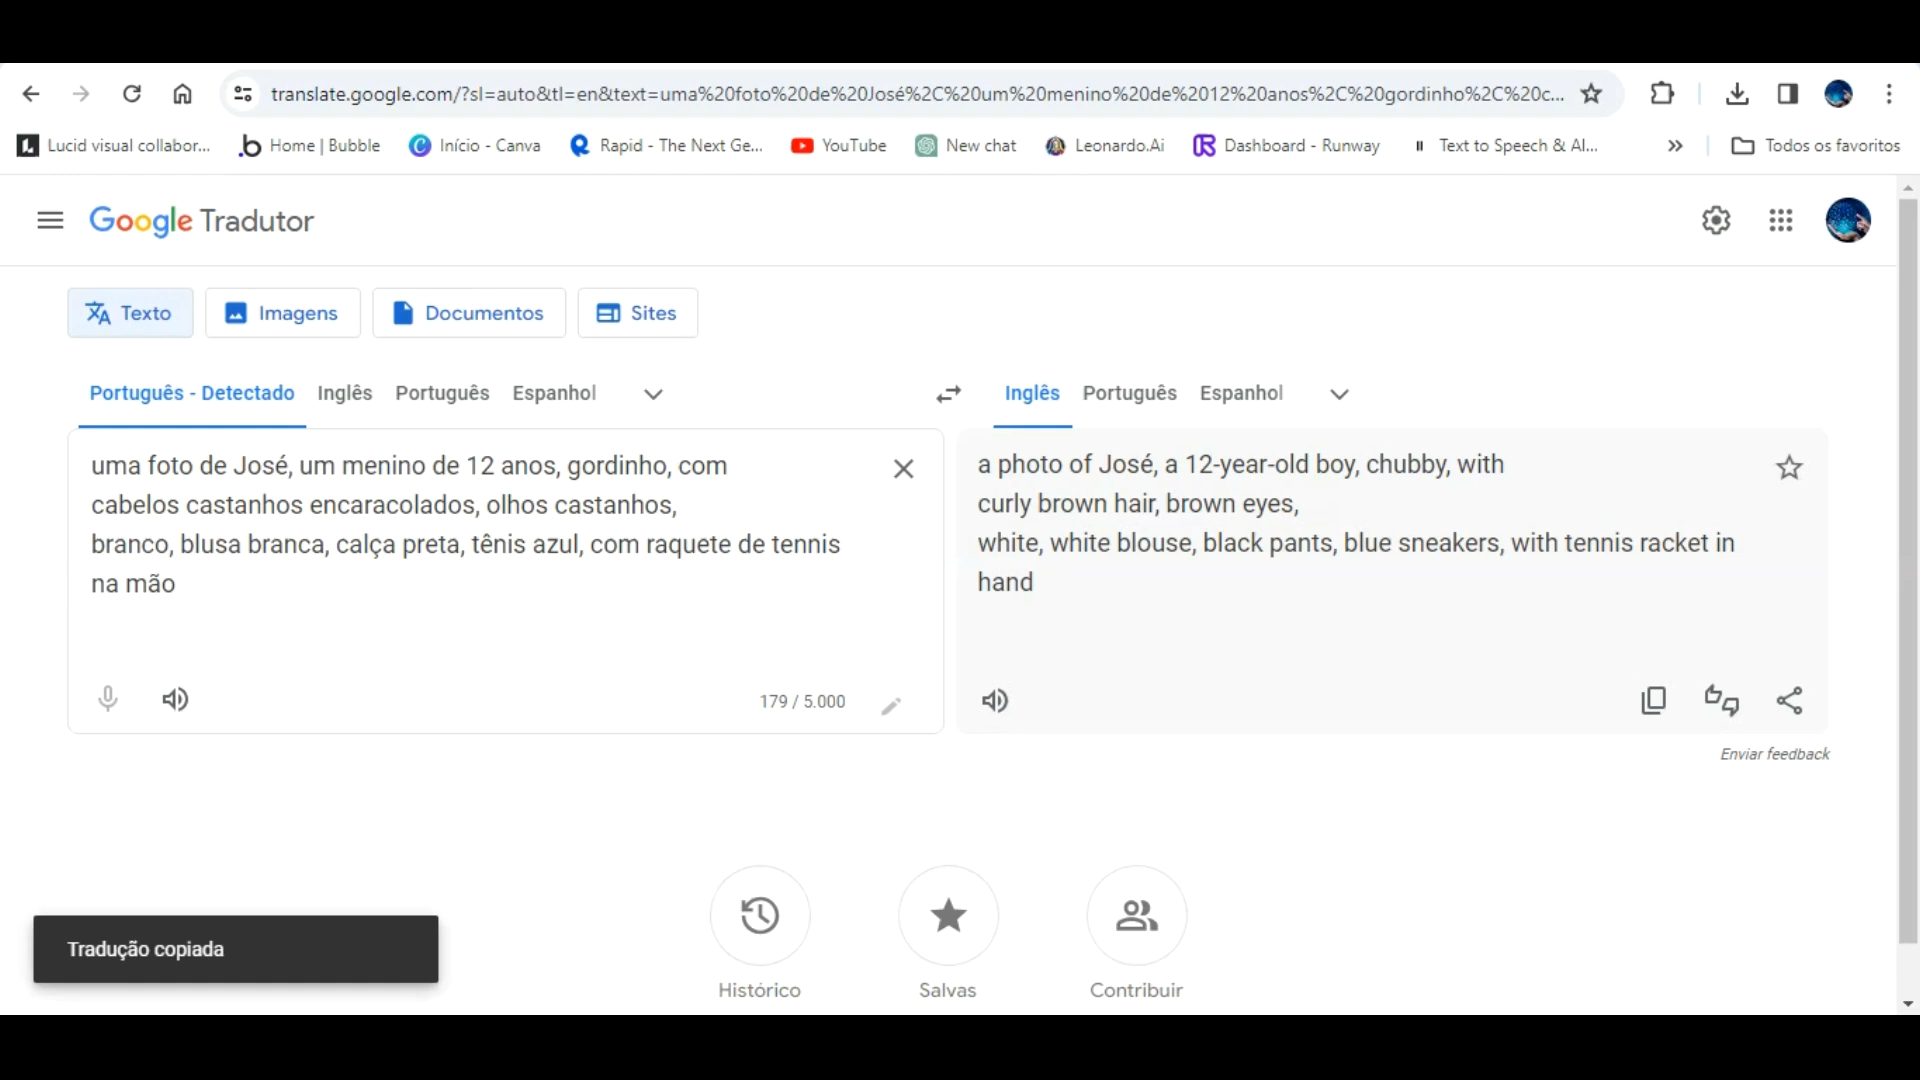 translate.google.com/?sl=auto&tl=en&text=uma%20foto%20de%20José%2C%20um%20menino%20de%2012%20anos%2C%20gordinho%2C%20c...
Lucid visual collabor... Home | Bubble Início - Canva Rapid - The Next Ge... YouTube New chat Leonardo.Ai Dashboard - Runway Text to Speech & AI... Todos os favoritos
Google Tradutor
Texto Imagens Documentos Sites
Português - Detectado Inglês Português Espanhol Inglês Português Espanhol
uma foto de José, um menino de 12 anos, gordinho, com
cabelos castanhos encaracolados, olhos castanhos,
branco, blusa branca, calça preta, tênis azul, com raquete de tennis
na mão
179 / 5.000
a photo of José, a 12-year-old boy, chubby, with
curly brown hair, brown eyes,
white, white blouse, black pants, blue sneakers, with tennis racket in
hand
Enviar feedback
Histórico Salvas Contribuir
Tradução copiada